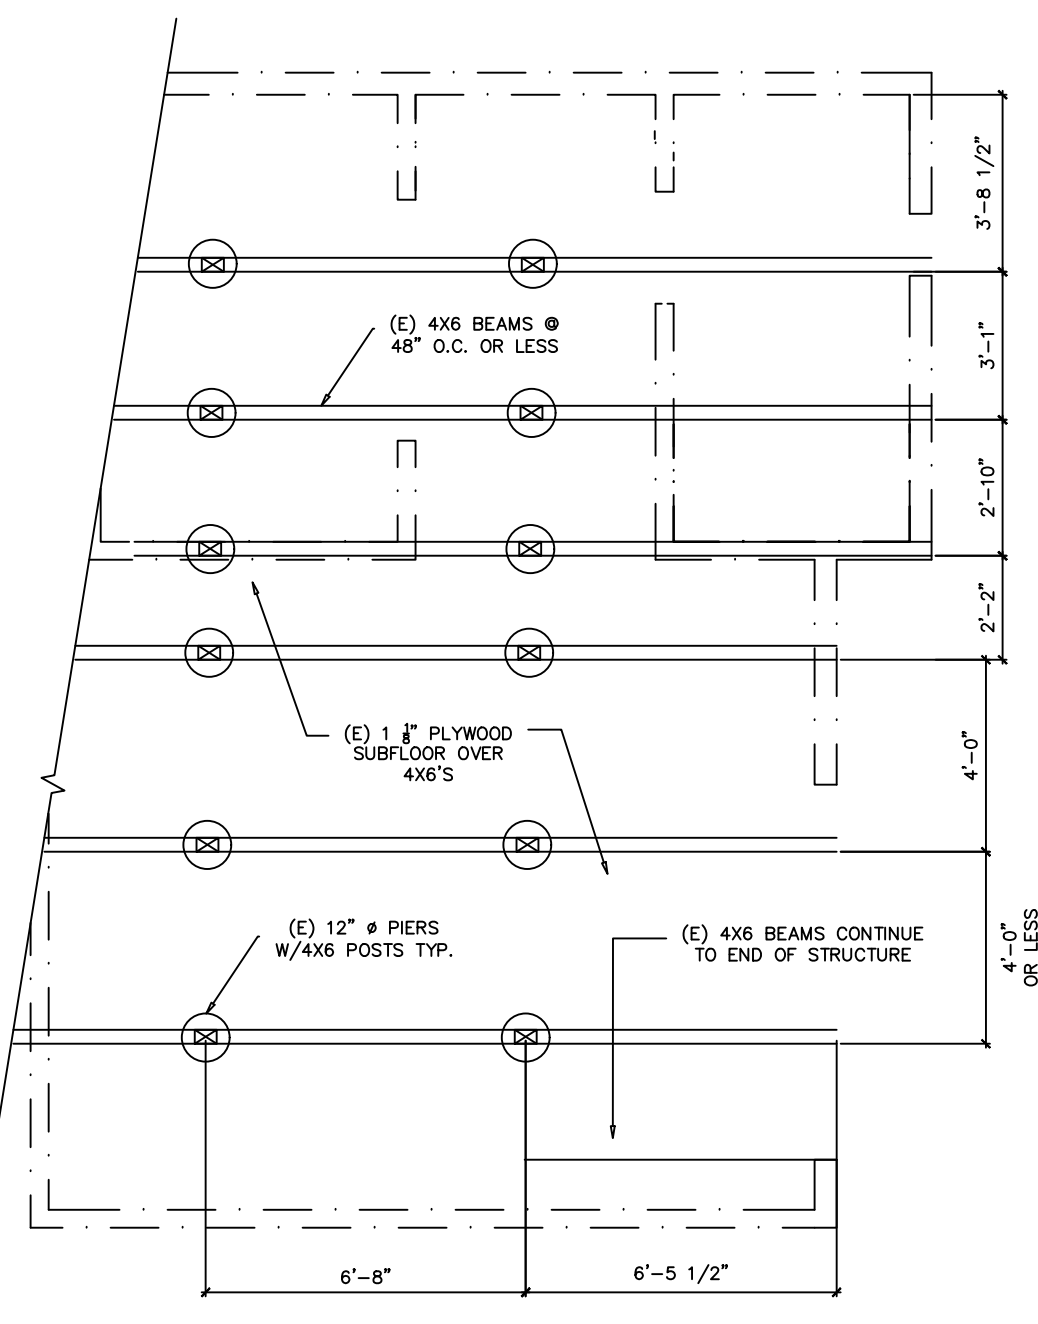 3'-8 1/2"
(E) 4X6 BEAMS @
48" O.C. OR LESS
3'-1"
2'-10"
2'-2"
(E) 1 1/8" PLYWOOD
SUBFLOOR OVER
4X6'S
4'-0"
(E) 12" ø PIERS
W/4X6 POSTS TYP.
(E) 4X6 BEAMS CONTINUE
TO END OF STRUCTURE
4'-0"
OR LESS
6'-8"
6'-5 1/2"